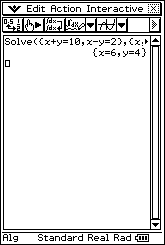 Edit Action Interactive
Solve((x+y=10,x-y=2),(x,
{x=6,y=4}
Alg Standard Real Rad